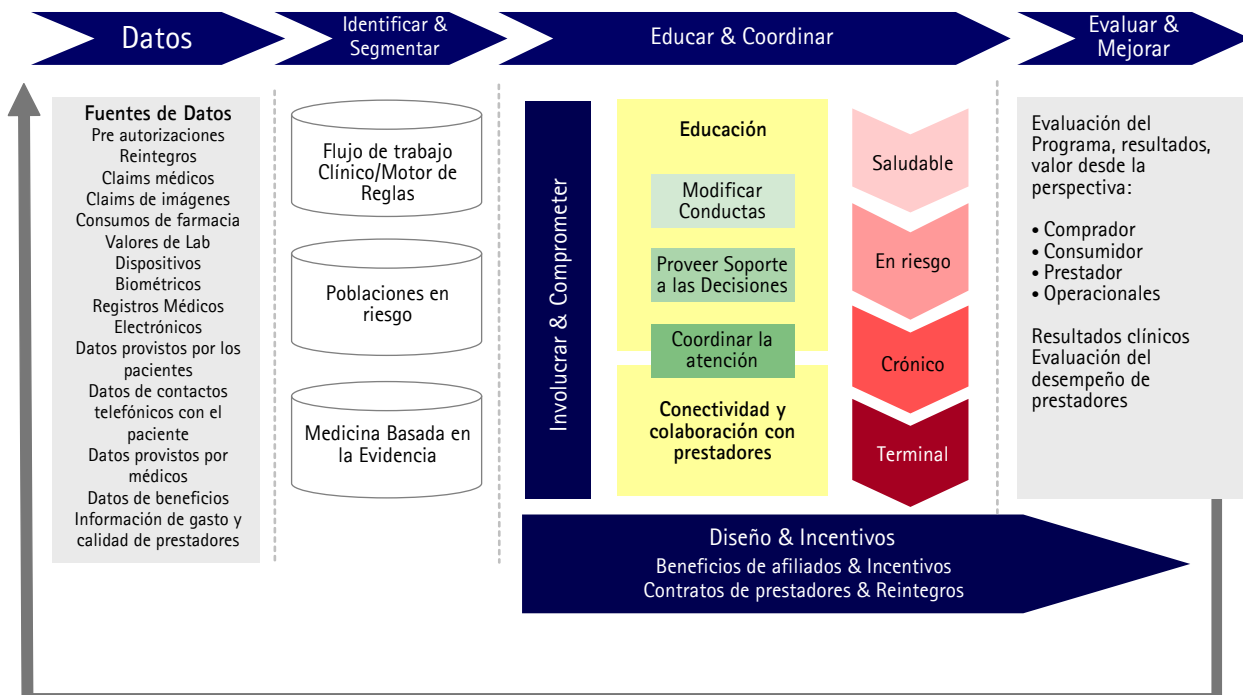 Datos
Identificar &
Segmentar
Educar & Coordinar
Evaluar &
Mejorar
Fuentes de Datos
Pre autorizaciones
Reintegros
Claims médicos
Claims de imágenes
Consumos de farmacia
Valores de Lab
Dispositivos
Biométricos
Registros Médicos
Electrónicos
Datos provistos por los
pacientes
Datos de contactos
telefónicos con el
paciente
Datos provistos por
médicos
Datos de beneficios
Información de gasto y
calidad de prestadores
Flujo de trabajo
Clínico/Motor de
Reglas
Poblaciones en
riesgo
Medicina Basada en
la Evidencia
Involucrar & Comprometer
Educación
Modificar
Conductas
Proveer Soporte
a las Decisiones
Coordinar la
atención
Conectividad y
colaboración con
prestadores
Saludable
En riesgo
Crónico
Terminal
Evaluación del
Programa, resultados,
valor desde la
perspectiva:
• Comprador
• Consumidor
• Prestador
• Operacionales
Resultados clínicos
Evaluación del
desempeño de
prestadores
Diseño & Incentivos
Beneficios de afiliados & Incentivos
Contratos de prestadores & Reintegros